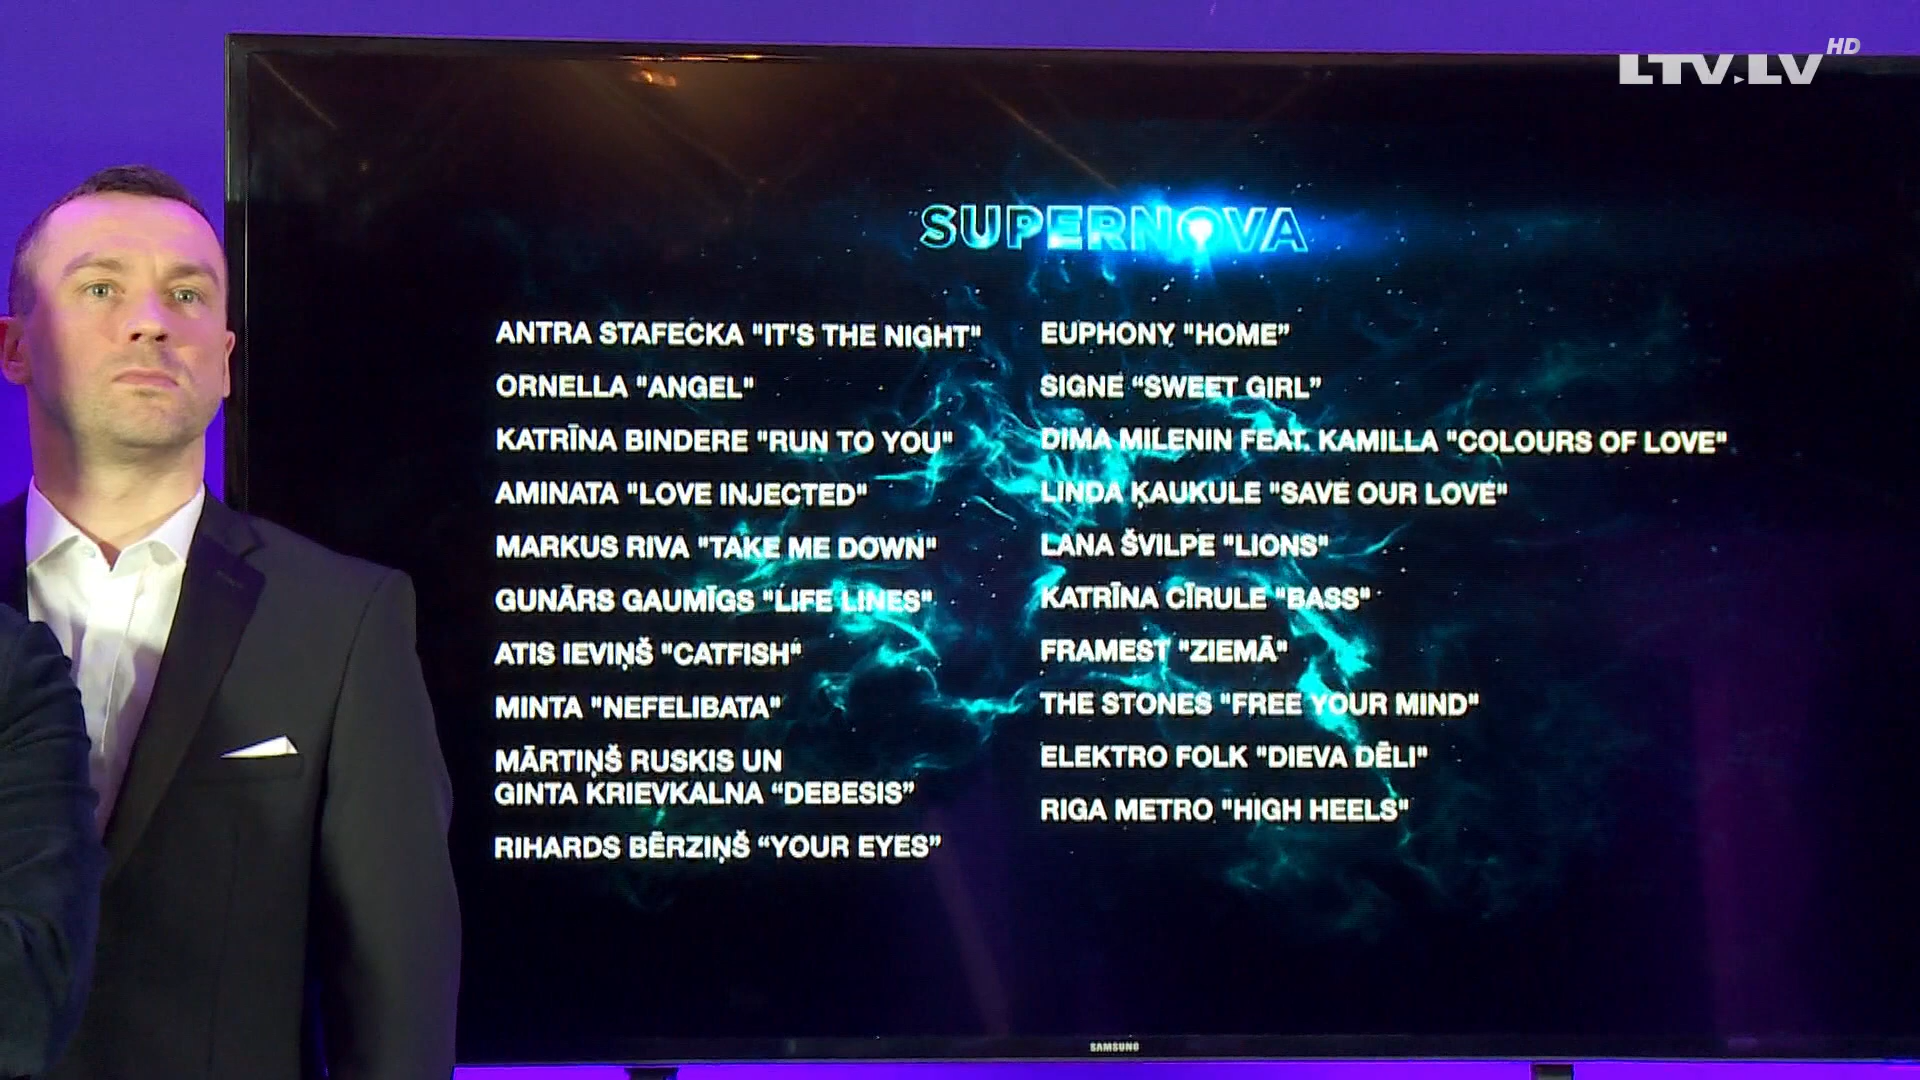 LTV.LV HD
SUPERNOVA
ANTRA STAFECKA "IT'S THE NIGHT"
ORNELLA "ANGEL"
KATRĪNA BINDERE "RUN TO YOU"
AMINATA "LOVE INJECTED"
MARKUS RIVA "TAKE ME DOWN"
GUNĀRS GAUMĪGS "LIFE LINES"
ATIS IEVIŅŠ "CATFISH"
MINTA "NEFELIBATA"
MĀRTIŅŠ RUSKIS UN
GINTA KRIEVKALNA “DEBESIS”
RIHARDS BĒRZIŅŠ “YOUR EYES”
EUPHONY "HOME”
SIGNE “SWEET GIRL”
DIMA MILENIN FEAT. KAMILLA "COLOURS OF LOVE"
LINDA ĶAUKULE "SAVE OUR LOVE"
LANA ŠVILPE "LIONS"
KATRĪNA CĪRULE "BASS"
FRAMEST "ZIEMĀ"
THE STONES "FREE YOUR MIND"
ELEKTRO FOLK "DIEVA DĒLI"
RIGA METRO "HIGH HEELS"
SAMSUNG